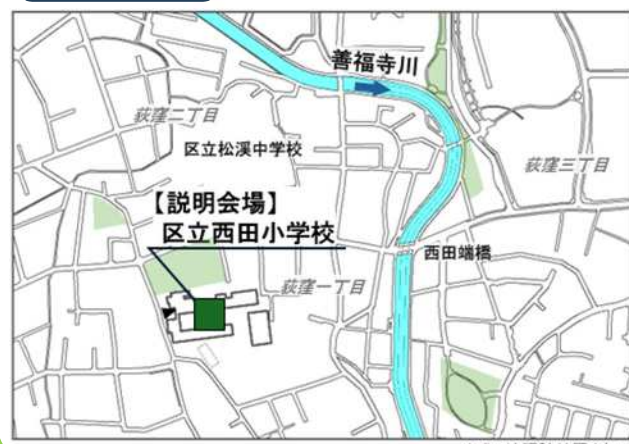 善福寺川
荻窪二丁目
区立松溪中学校
荻窪三丁目
【説明会場】
区立西田小学校
西田端橋
荻窪一丁目